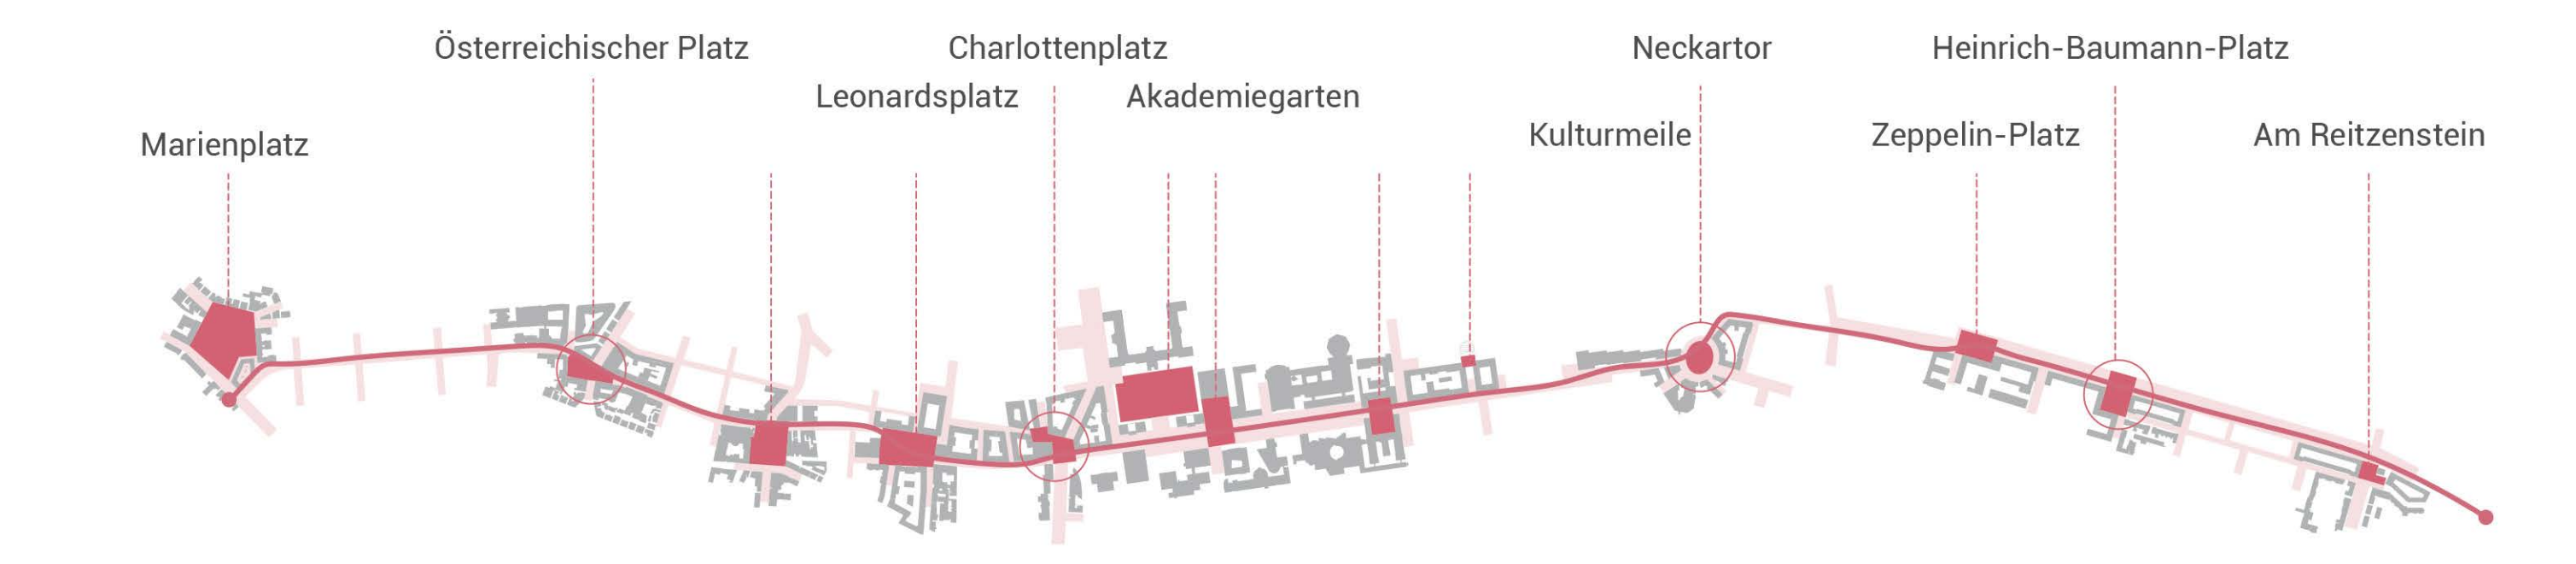 Österreichischer Platz
Charlottenplatz
Neckartor
Heinrich-Baumann-Platz
Leonardsplatz
Akademiegarten
Marienplatz
Kulturmeile
Zeppelin-Platz
Am Reitzenstein